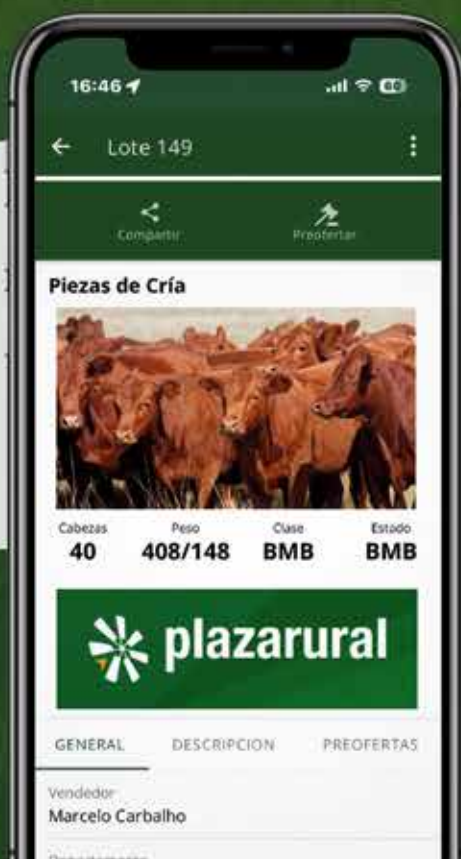 16:46
Lote 149
Compartir
Preofertar
Piezas de Cría
Cabezas
Peso
Clase
Estado
40
408/148
BMB
BMB
plazarural
GENERAL
DESCRIPCION
PREOFERTAS
Vendedor
Marcelo Carbalho
Departamento